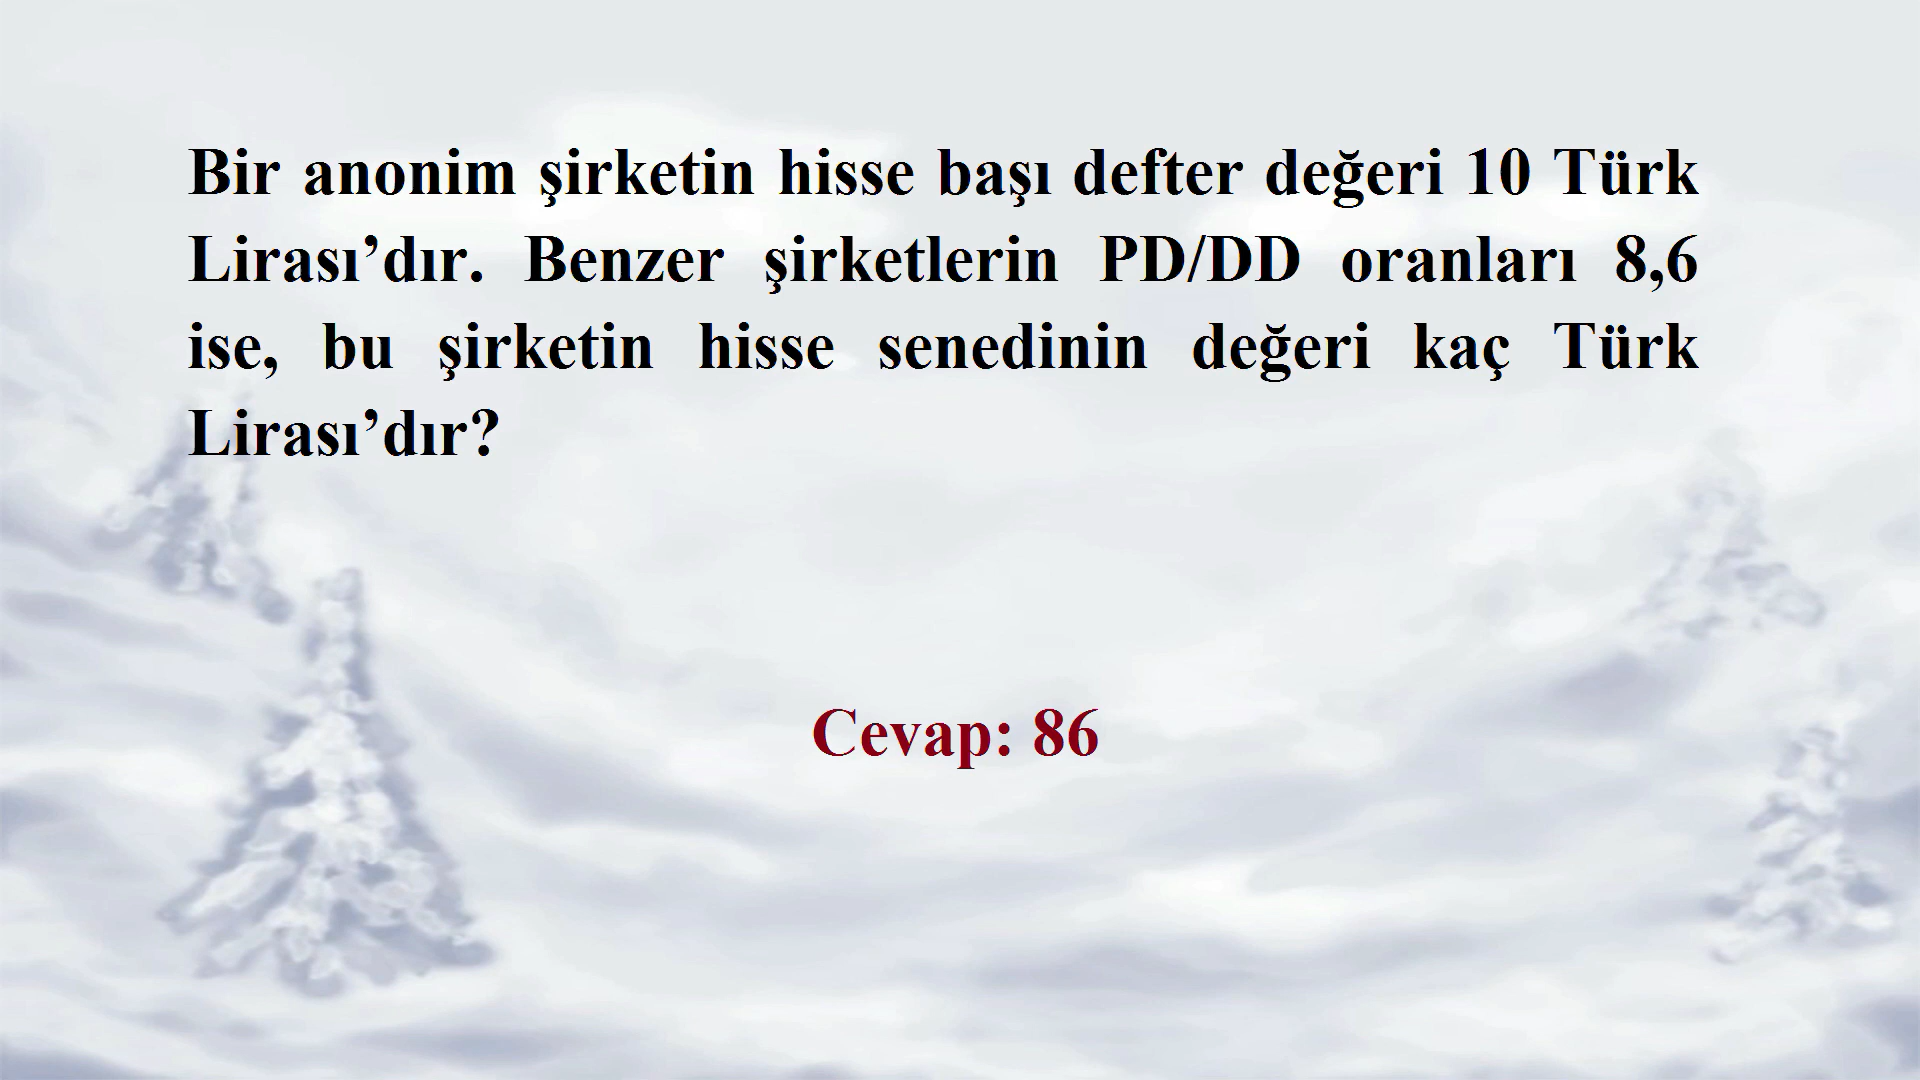 Bir anonim şirketin hisse başı defter değeri 10 Türk
Lirası’dır. Benzer şirketlerin PD/DD oranları 8,6
ise, bu şirketin hisse senedinin değeri kaç Türk
Lirası’dır?
Cevap: 86